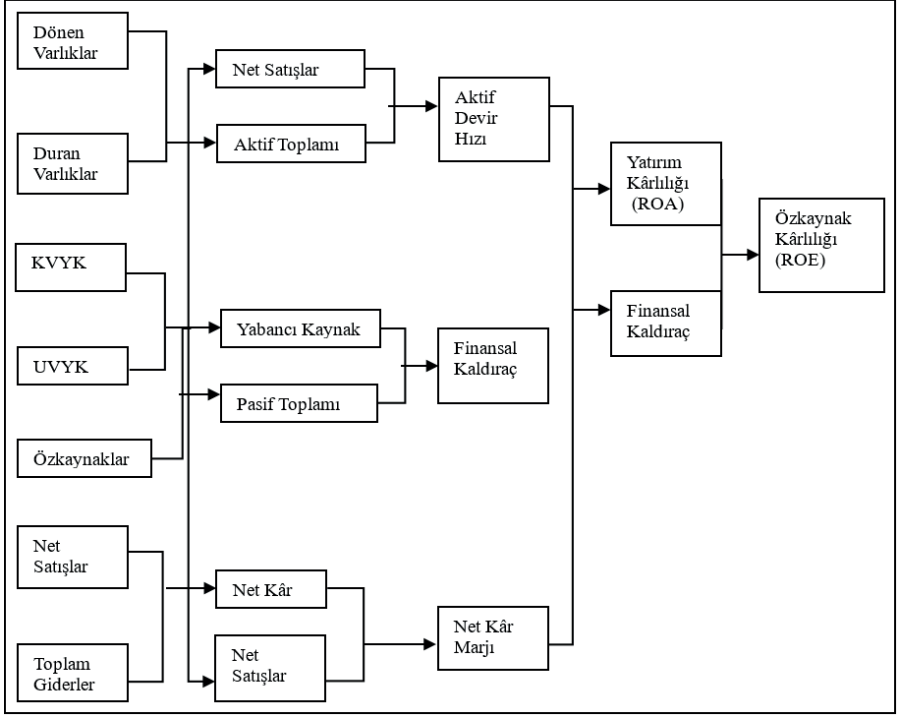 Dönen
Varlıklar
Duran
Varlıklar
KVYK
UVYK
Özkaynaklar
Net
Satışlar
Toplam
Giderler
Net Satışlar
Aktif Toplamı
Yabancı Kaynak
Pasif Toplamı
Net Kâr
Net
Satışlar
Aktif
Devir
Hızı
Finansal
Kaldıraç
Net Kâr
Marjı
Yatırım
Kârlılığı
(ROA)
Finansal
Kaldıraç
Özkaynak
Kârlılığı
(ROE)